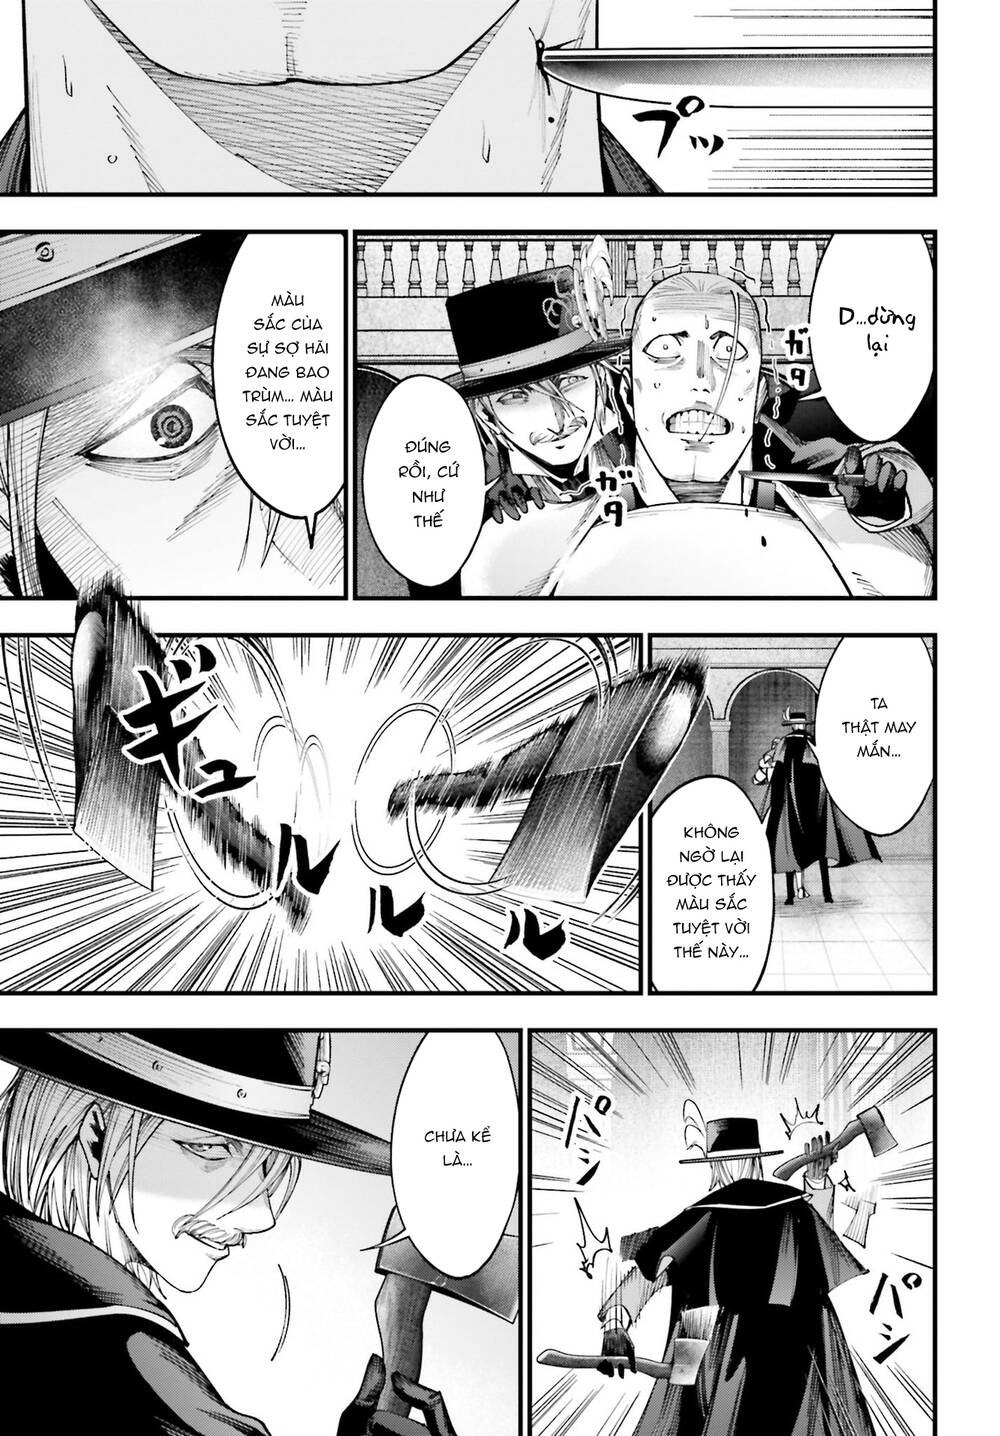 プッ
D...dừng
lại
ガ
タ
ガ
タ
ĐÚNG
RỒI, CỨ
NHƯ
THẾ
MÀU
SẮC CỦA
SỰ SỢ HÃI
ĐANG BAO
TRÙM... MÀU
SẮC TUYỆT
VỜI...
TA
THẬT MAY
MẮN...
KHÔNG
NGỜ LẠI
ĐƯỢC THẤY
MÀU SẮC
TUYỆT VỜI
THẾ NÀY...
ギュルルル
パシ
パシ
CHƯA KỂ
LÀ...